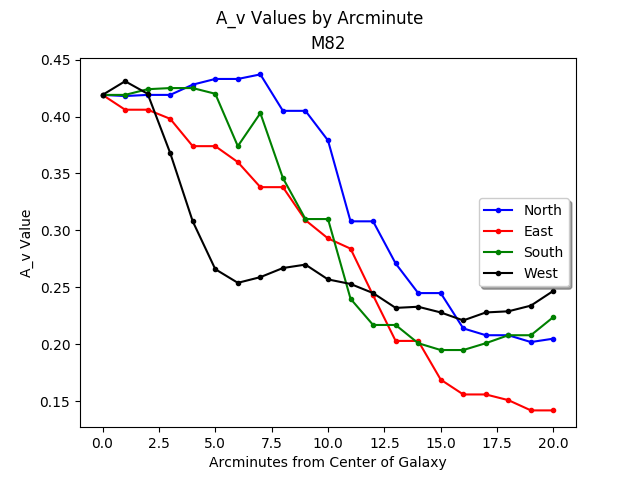 A_v Values by Arcminute
M82
0.45
0.40
0.35
0.30
0.25
0.20
0.15
A_v Value
North
East
South
West
0.0 2.5 5.0 7.5 10.0 12.5 15.0 17.5 20.0
Arcminutes from Center of Galaxy